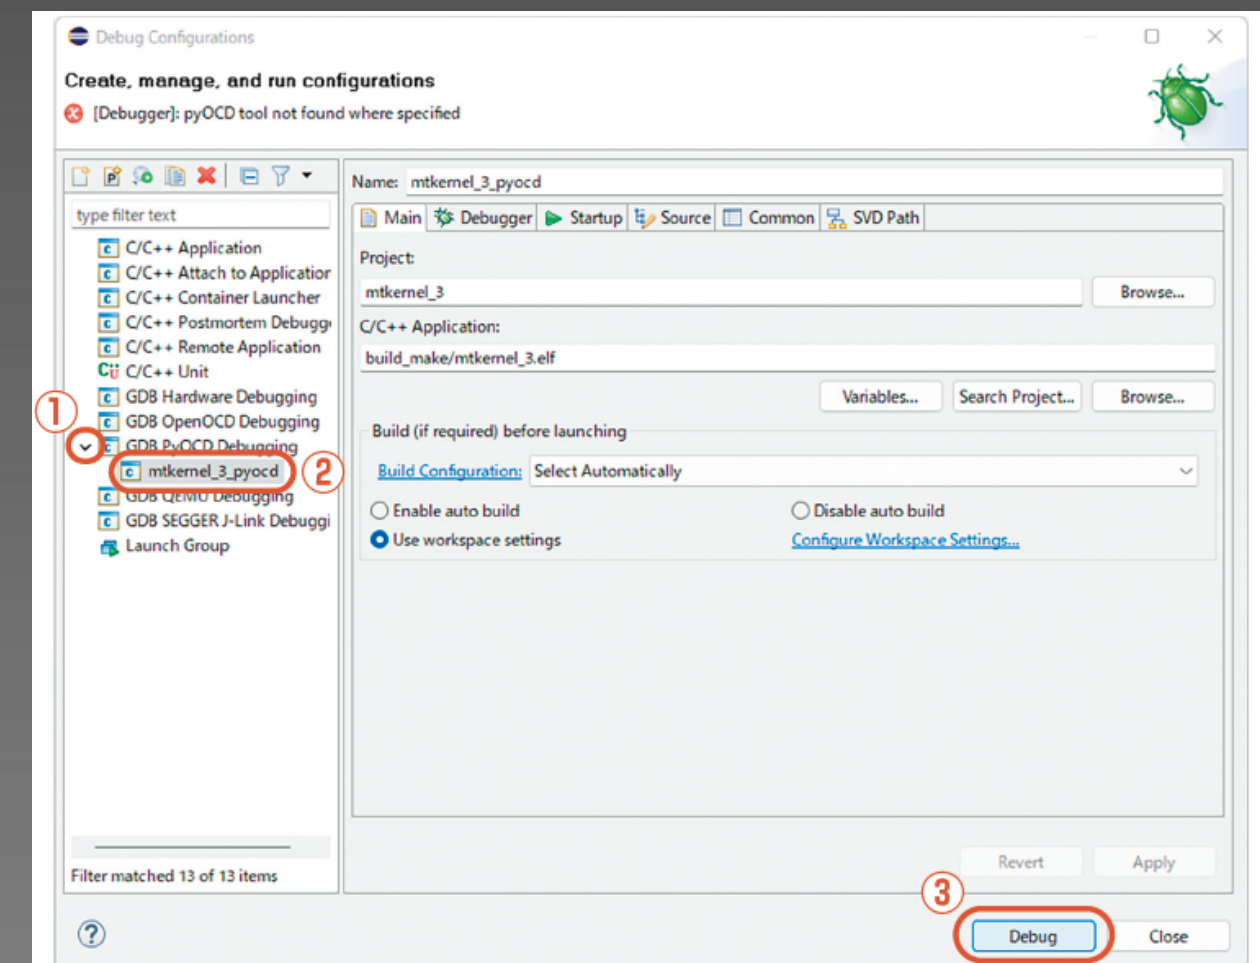 Debug Configurations
Create, manage, and run configurations
[Debugger]: pyOCD tool not found where specified
type filter text
C/C++ Application
C/C++ Attach to Application
C/C++ Container Launcher
C/C++ Postmortem Debugg
C/C++ Remote Application
C/C++ Unit
GDB Hardware Debugging
GDB OpenOCD Debugging
①
GDB PyOCD Debugging
mtkernel_3_pyocd ②
GDB QEMU Debugging
GDB SEGGER J-Link Debuggi
Launch Group
Filter matched 13 of 13 items
Name: mtkernel_3_pyocd
Main Debugger Startup Source Common SVD Path
Project:
mtkernel_3 Browse...
C/C++ Application:
build_make/mtkernel_3.elf
Variables... Search Project... Browse...
Build (if required) before launching
Build Configuration: Select Automatically
Enable auto build Disable auto build
Use workspace settings Configure Workspace Settings...
Revert Apply
③
Debug Close